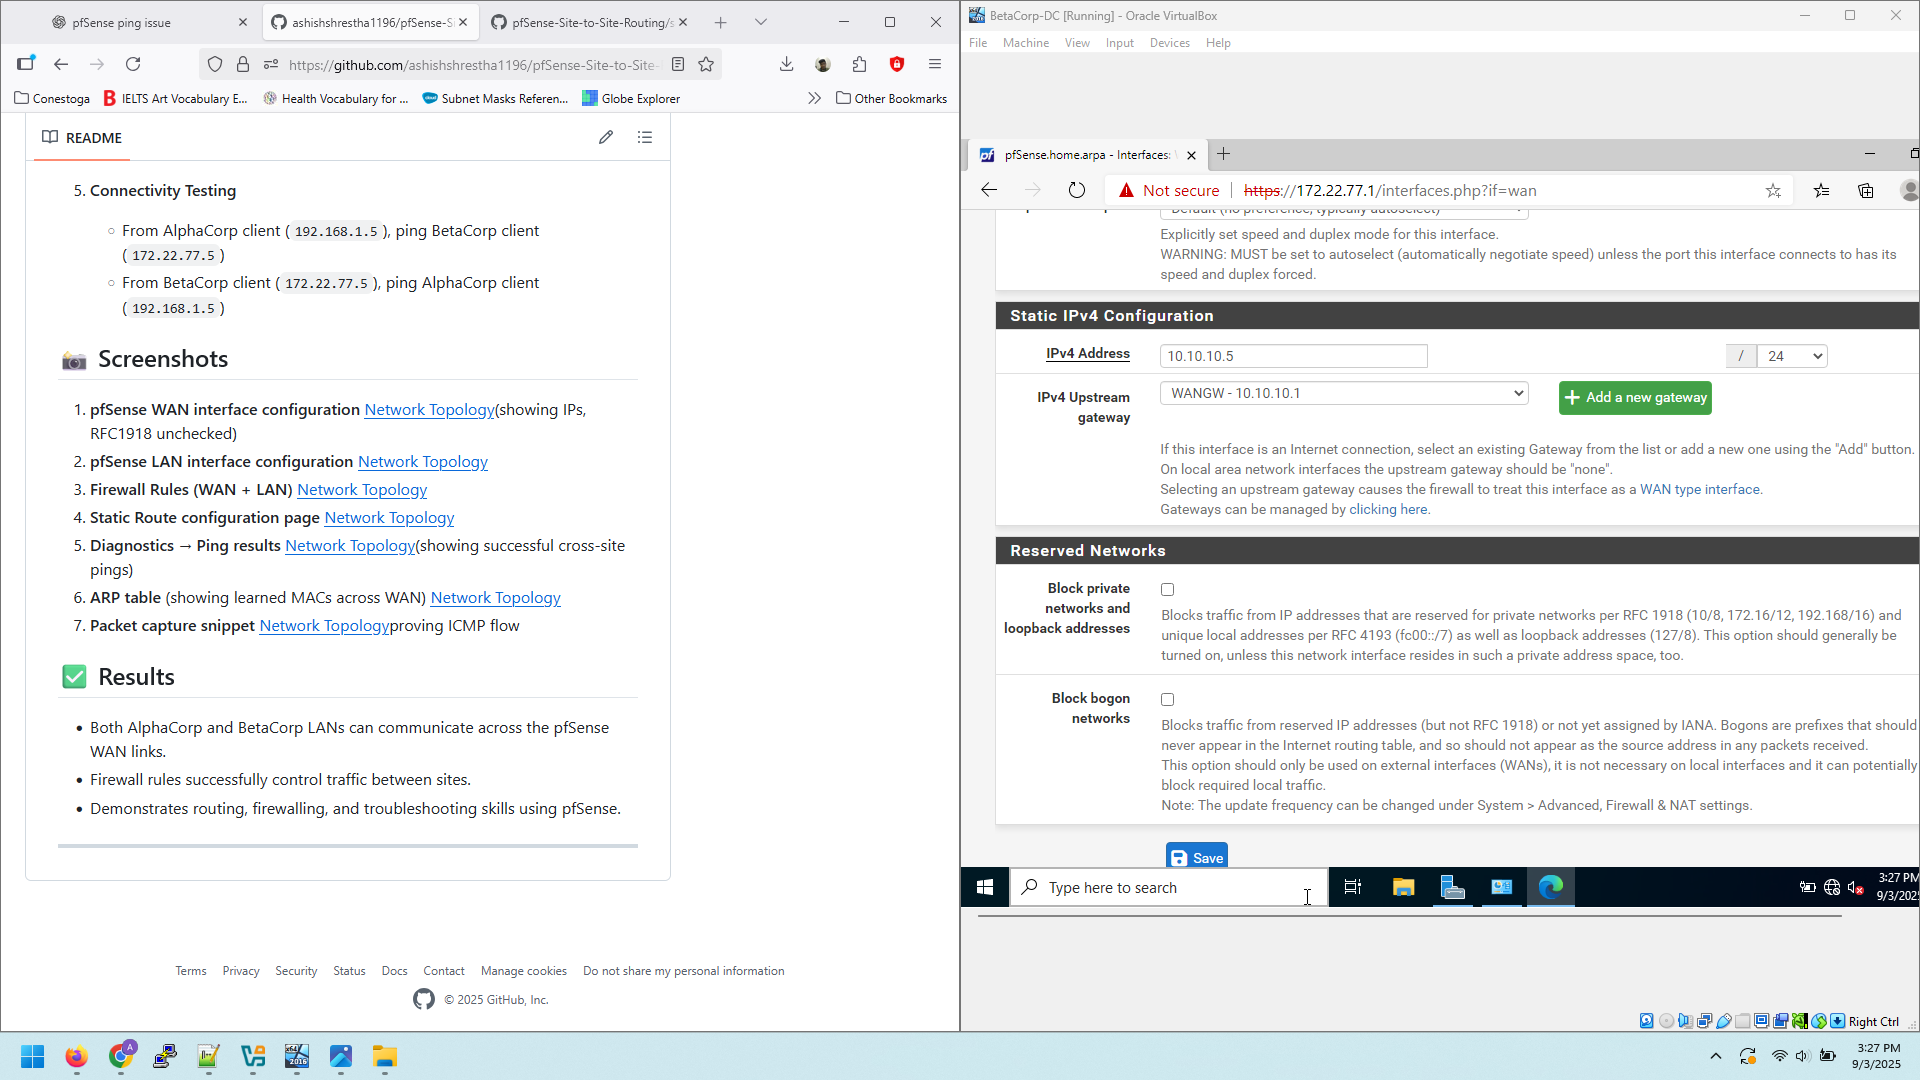 pfSense ping issue
ashishshrestha1196/pfSense-S
pfSense-Site-to-Site-Routing/s
https://github.com/ashishshrestha1196/pfSense-Site-to-Site-
Conestoga
IELTS Art Vocabulary E...
Health Vocabulary for ...
Subnet Masks Referen...
Globe Explorer
Other Bookmarks
README
5. Connectivity Testing
From AlphaCorp client ( 192.168.1.5 ), ping BetaCorp client
( 172.22.77.5 )
From BetaCorp client ( 172.22.77.5 ), ping AlphaCorp client
( 192.168.1.5 )
Screenshots
1. pfSense WAN interface configuration Network Topology(showing IPs,
RFC1918 unchecked)
2. pfSense LAN interface configuration Network Topology
3. Firewall Rules (WAN + LAN) Network Topology
4. Static Route configuration page Network Topology
5. Diagnostics → Ping results Network Topology(showing successful cross-site
pings)
6. ARP table (showing learned MACs across WAN) Network Topology
7. Packet capture snippet Network Topologyproving ICMP flow
Results
• Both AlphaCorp and BetaCorp LANs can communicate across the pfSense
WAN links.
• Firewall rules successfully control traffic between sites.
• Demonstrates routing, firewalling, and troubleshooting skills using pfSense.
Terms Privacy Security Status Docs Contact Manage cookies Do not share my personal information
© 2025 GitHub, Inc.
BetaCorp-DC [Running] - Oracle VirtualBox
File Machine View Input Devices Help
pfSense.home.arpa - Interfaces:
Not secure https://172.22.77.1/interfaces.php?if=wan
Default (no preference, typically autoselect)
Explicitly set speed and duplex mode for this interface.
WARNING: MUST be set to autoselect (automatically negotiate speed) unless the port this interface connects to has its
speed and duplex forced.
Static IPv4 Configuration
IPv4 Address
10.10.10.5
/ 24
IPv4 Upstream
gateway
WANGW - 10.10.10.1
Add a new gateway
If this interface is an Internet connection, select an existing Gateway from the list or add a new one using the "Add" button.
On local area network interfaces the upstream gateway should be "none".
Selecting an upstream gateway causes the firewall to treat this interface as a WAN type interface.
Gateways can be managed by clicking here.
Reserved Networks
Block private
networks and
loopback addresses
Blocks traffic from IP addresses that are reserved for private networks per RFC 1918 (10/8, 172.16/12, 192.168/16) and
unique local addresses per RFC 4193 (fc00::/7) as well as loopback addresses (127/8). This option should generally be
turned on, unless this network interface resides in such a private address space, too.
Block bogon
networks
Blocks traffic from reserved IP addresses (but not RFC 1918) or not yet assigned by IANA. Bogons are prefixes that should
never appear in the Internet routing table, and so should not appear as the source address in any packets received.
This option should only be used on external interfaces (WANs), it is not necessary on local interfaces and it can potentially
block required local traffic.
Note: The update frequency can be changed under System > Advanced, Firewall & NAT settings.
Save
Type here to search
3:27 PM
9/3/202
Right Ctrl
3:27 PM
9/3/2025